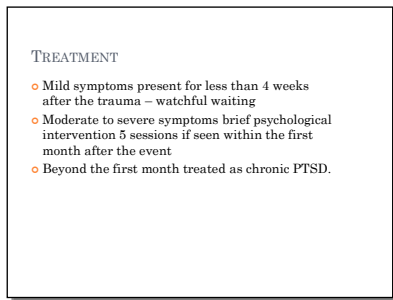 TREATMENT
Mild symptoms present for less than 4 weeks
after the trauma – watchful waiting
Moderate to severe symptoms brief psychological
intervention 5 sessions if seen within the first
month after the event
Beyond the first month treated as chronic PTSD.